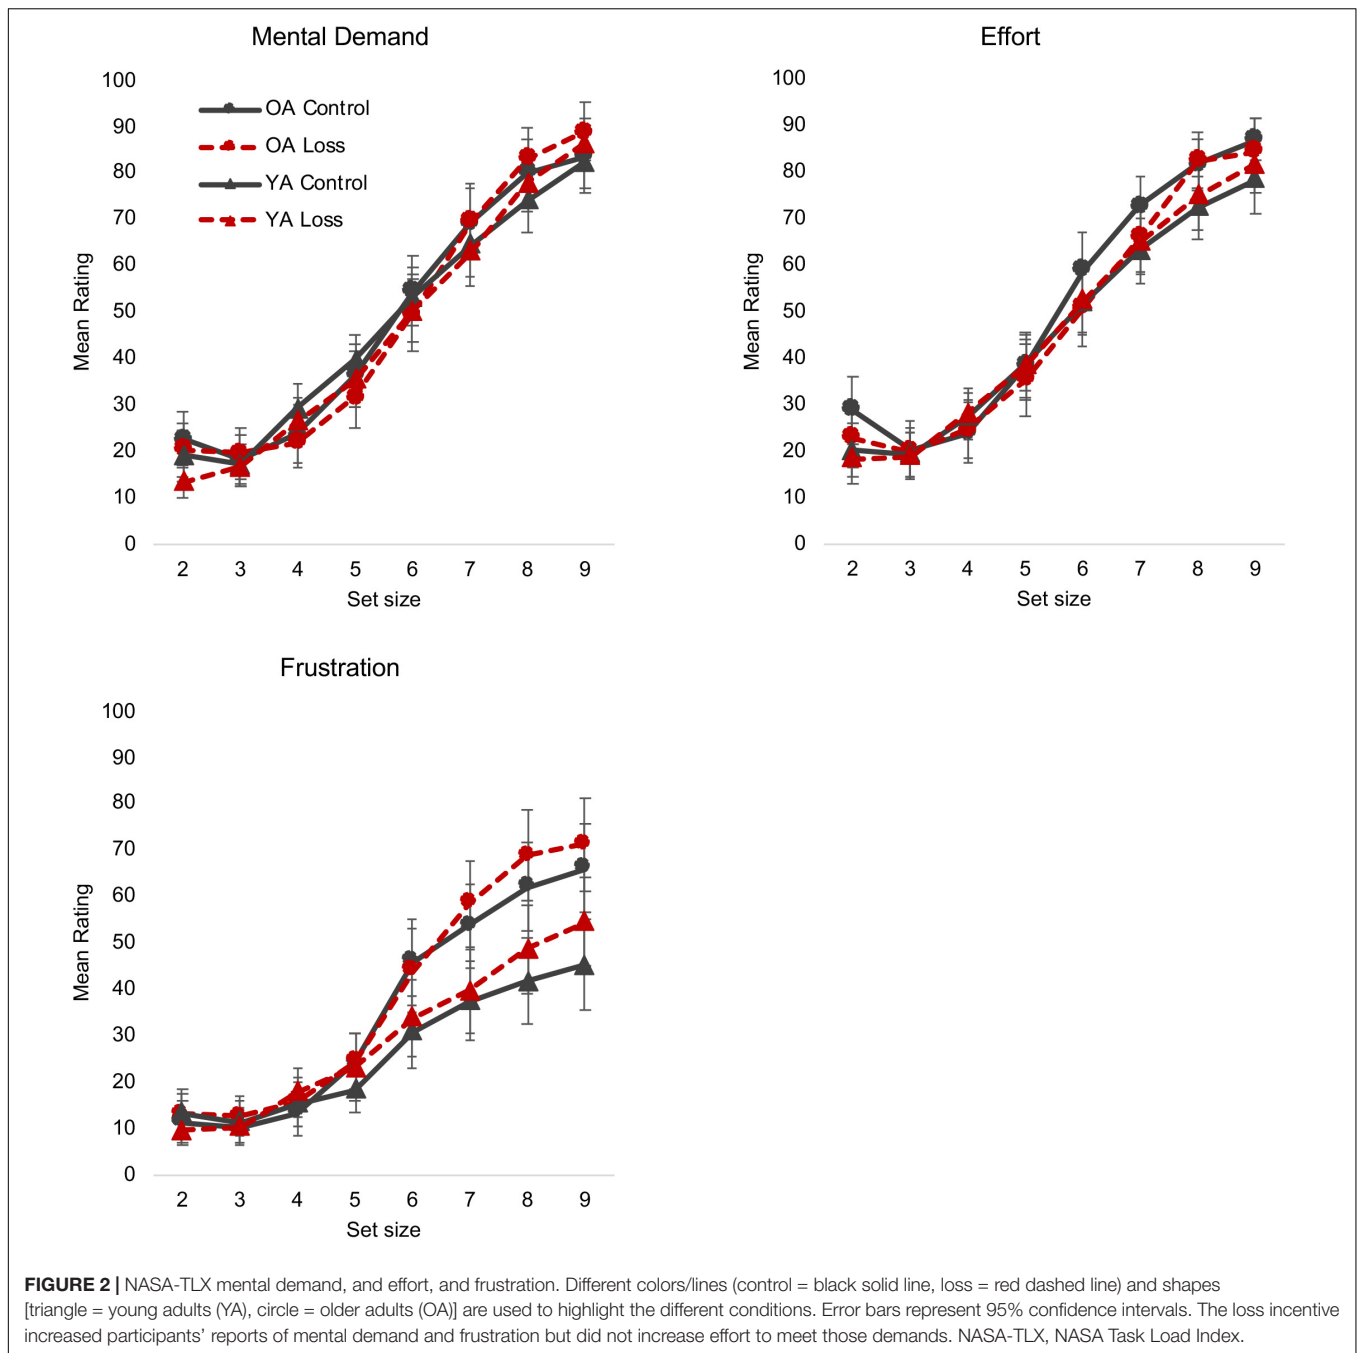 Mental Demand
100
90
80
70
60
50
40
30
20
10
0
Mean Rating
OA Control
OA Loss
YA Control
YA Loss
2 3 4 5 6 7 8 9
Set size
Effort
100
90
80
70
60
50
40
30
20
10
0
Mean Rating
2 3 4 5 6 7 8 9
Set size
Frustration
100
90
80
70
60
50
40
30
20
10
0
Mean Rating
2 3 4 5 6 7 8 9
Set size
FIGURE 2 | NASA-TLX mental demand, and effort, and frustration. Different colors/lines (control = black solid line, loss = red dashed line) and shapes
[triangle = young adults (YA), circle = older adults (OA)] are used to highlight the different conditions. Error bars represent 95% confidence intervals. The loss incentive
increased participants' reports of mental demand and frustration but did not increase effort to meet those demands. NASA-TLX, NASA Task Load Index.